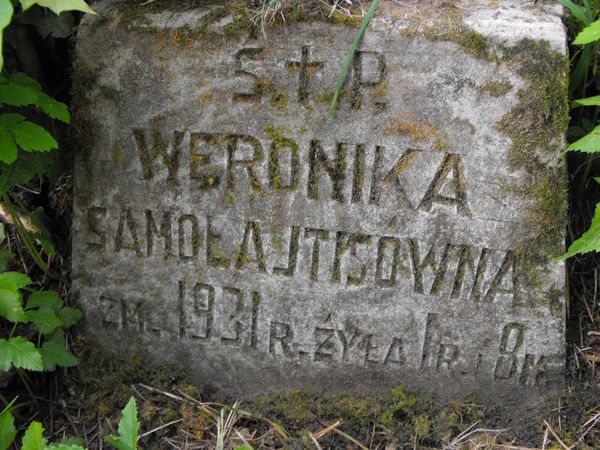 Ś † P.
WERONIKA
SAMOŁAJTISÓWNA
ZM. 1931 R. ŻYŁA 1 R. I 8 M.